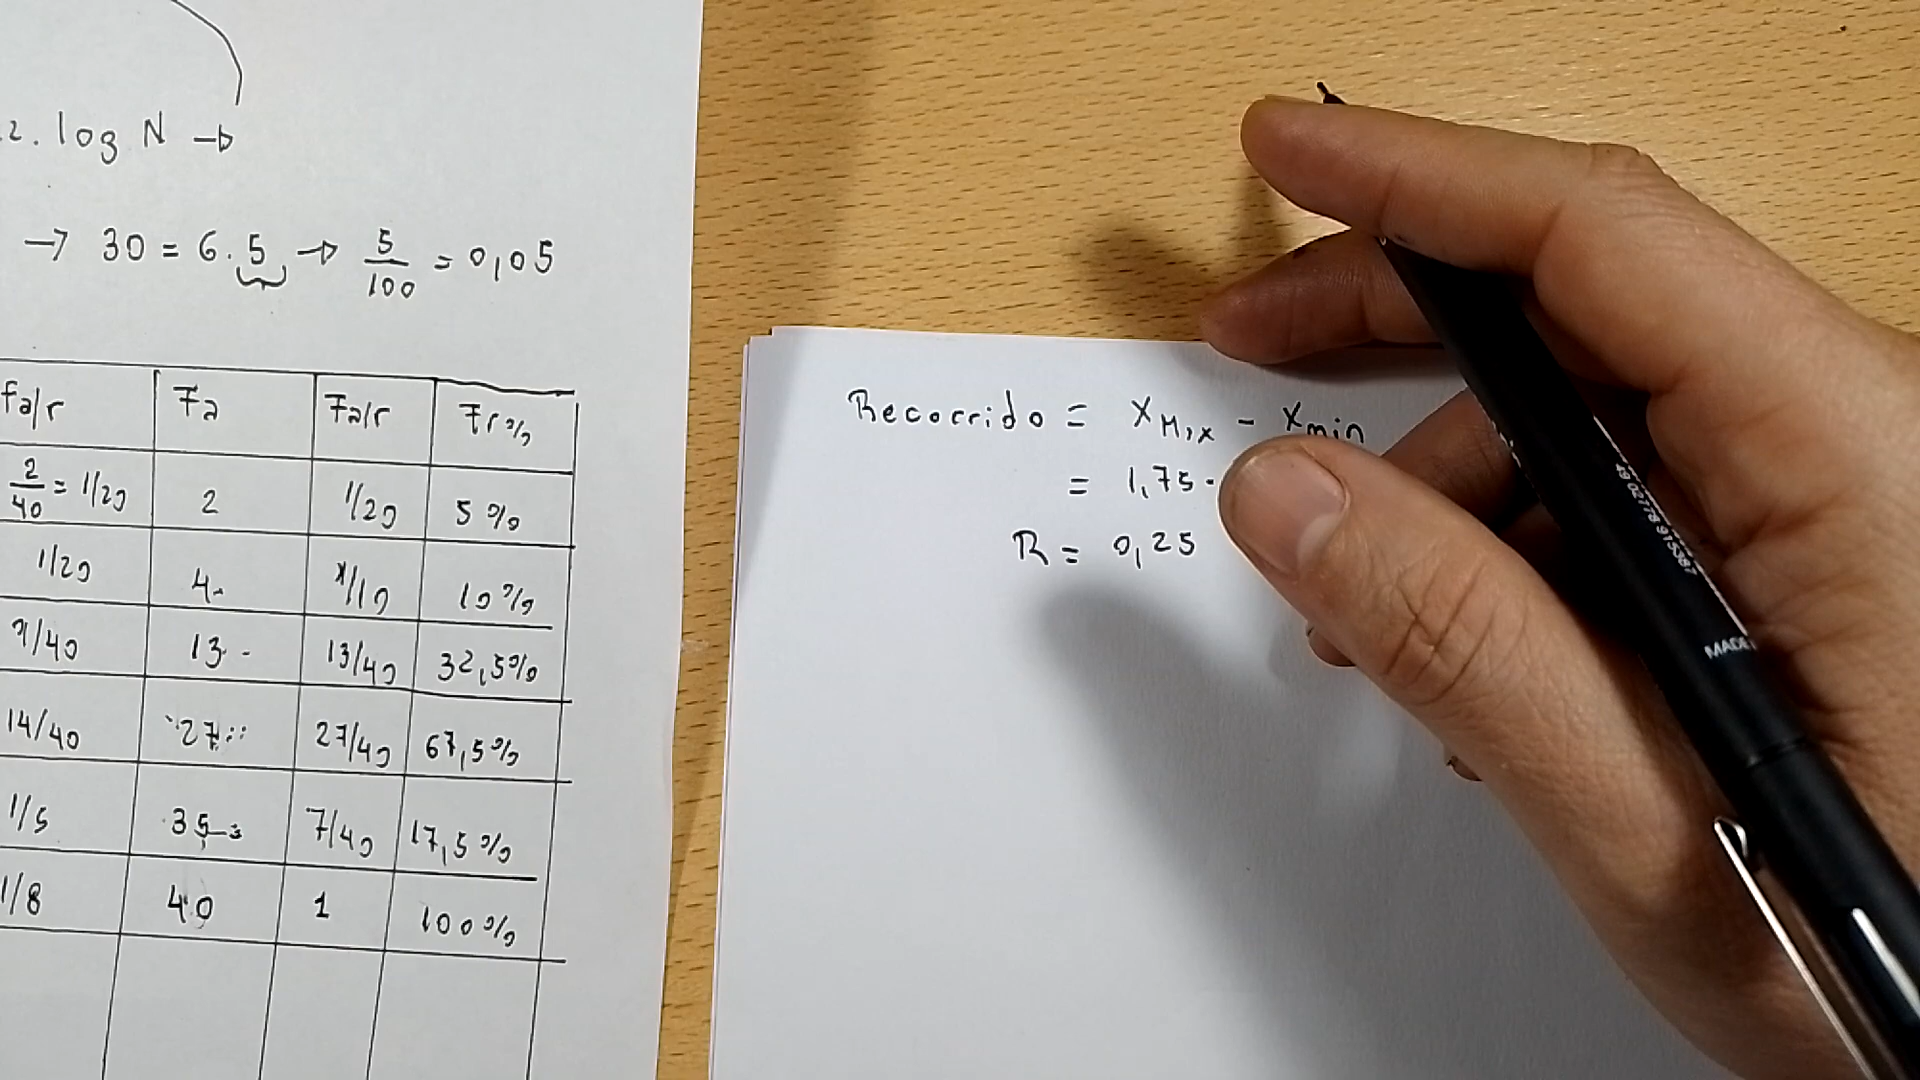 2. log N →
→ 30 = 6.5 → 5/100 = 0,05
fa/r Fa Fa/r Fr%
2/40 = 1/20 2 1/20 5%
1/20 4 1/10 10%
9/40 13 13/40 32,5%
14/40 27 27/40 67,5%
1/5 35 7/40 17,5%
1/8 40 1 100%
Recorrido = xMáx - xmin
= 1,75 -
R = 0,25
MADE